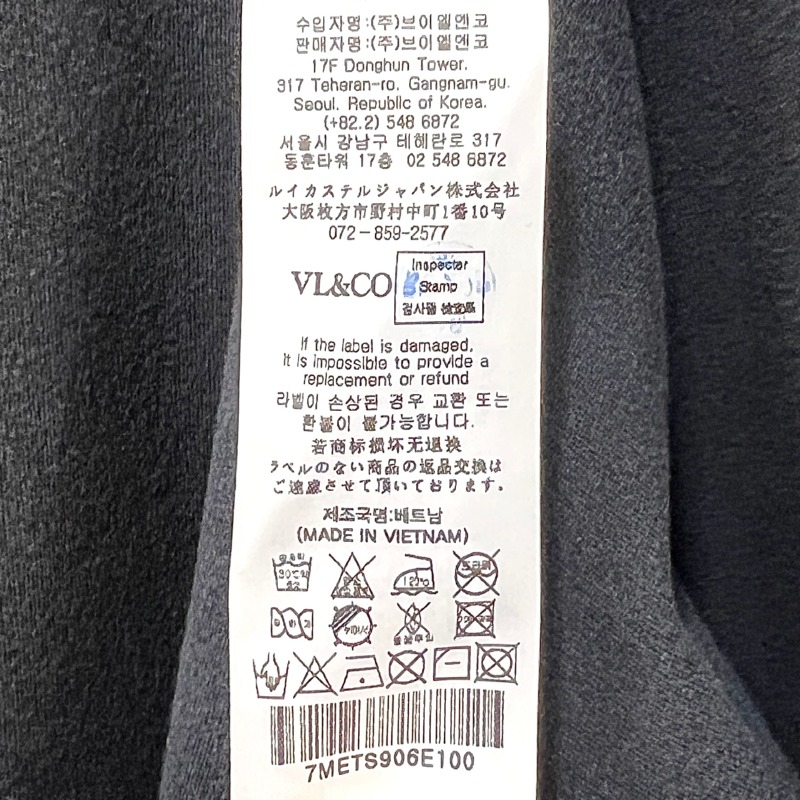 수입자명:(주)브이엘엔코
판매자명:(주)브이엘엔코
17F Donghun Tower.
317 Teheran-ro. Gangnam-gu.
Seoul. Republic of Korea.
(+82.2) 548 6872
서울시 강남구 테헤란로 317
동훈타워 17층 02 548 6872
ルイカステルジャパン株式会社
大阪枚方市野村中町1番10号
072-859-2577
VL&CO
Inspector
Stamp
If the label is damaged,
it is impossible to provide a
replacement or refund
라벨이 손상된 경우 교환 또는
환불이 불가능합니다.
若商标损坏无退换
ラベルのない商品の返品交換は
ご遠慮させて頂いております.
제조국명:베트남
(MADE IN VIETNAM)
30℃
120℃
드라이
7METS906E100